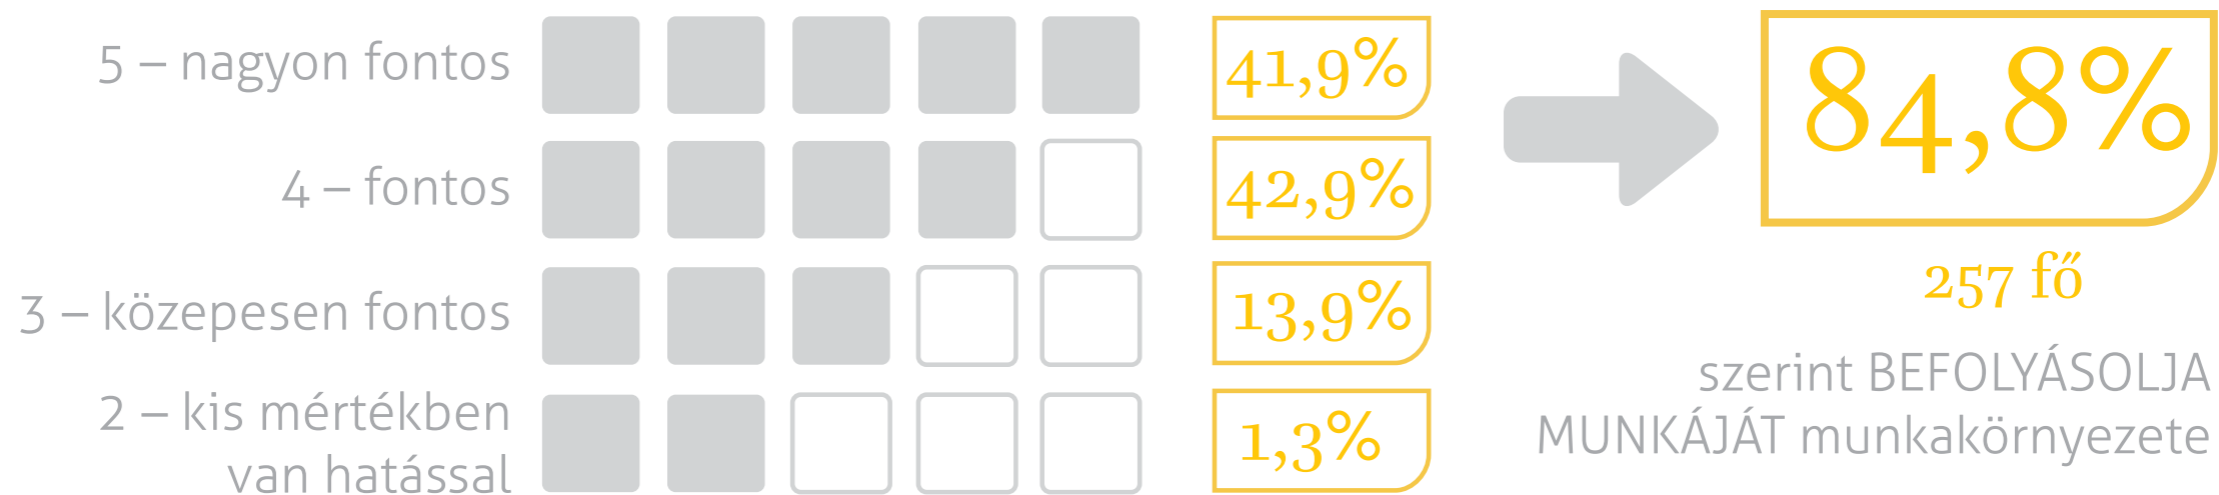 5 – nagyon fontos 41,9% 84,8%
4 – fontos 42,9%
257 fő
3 – közepesen fontos 13,9%
szerint BEFOLYÁSOLJA
MUNKÁJÁT munkakörnyezete
2 – kis mértékben
van hatással 1,3%